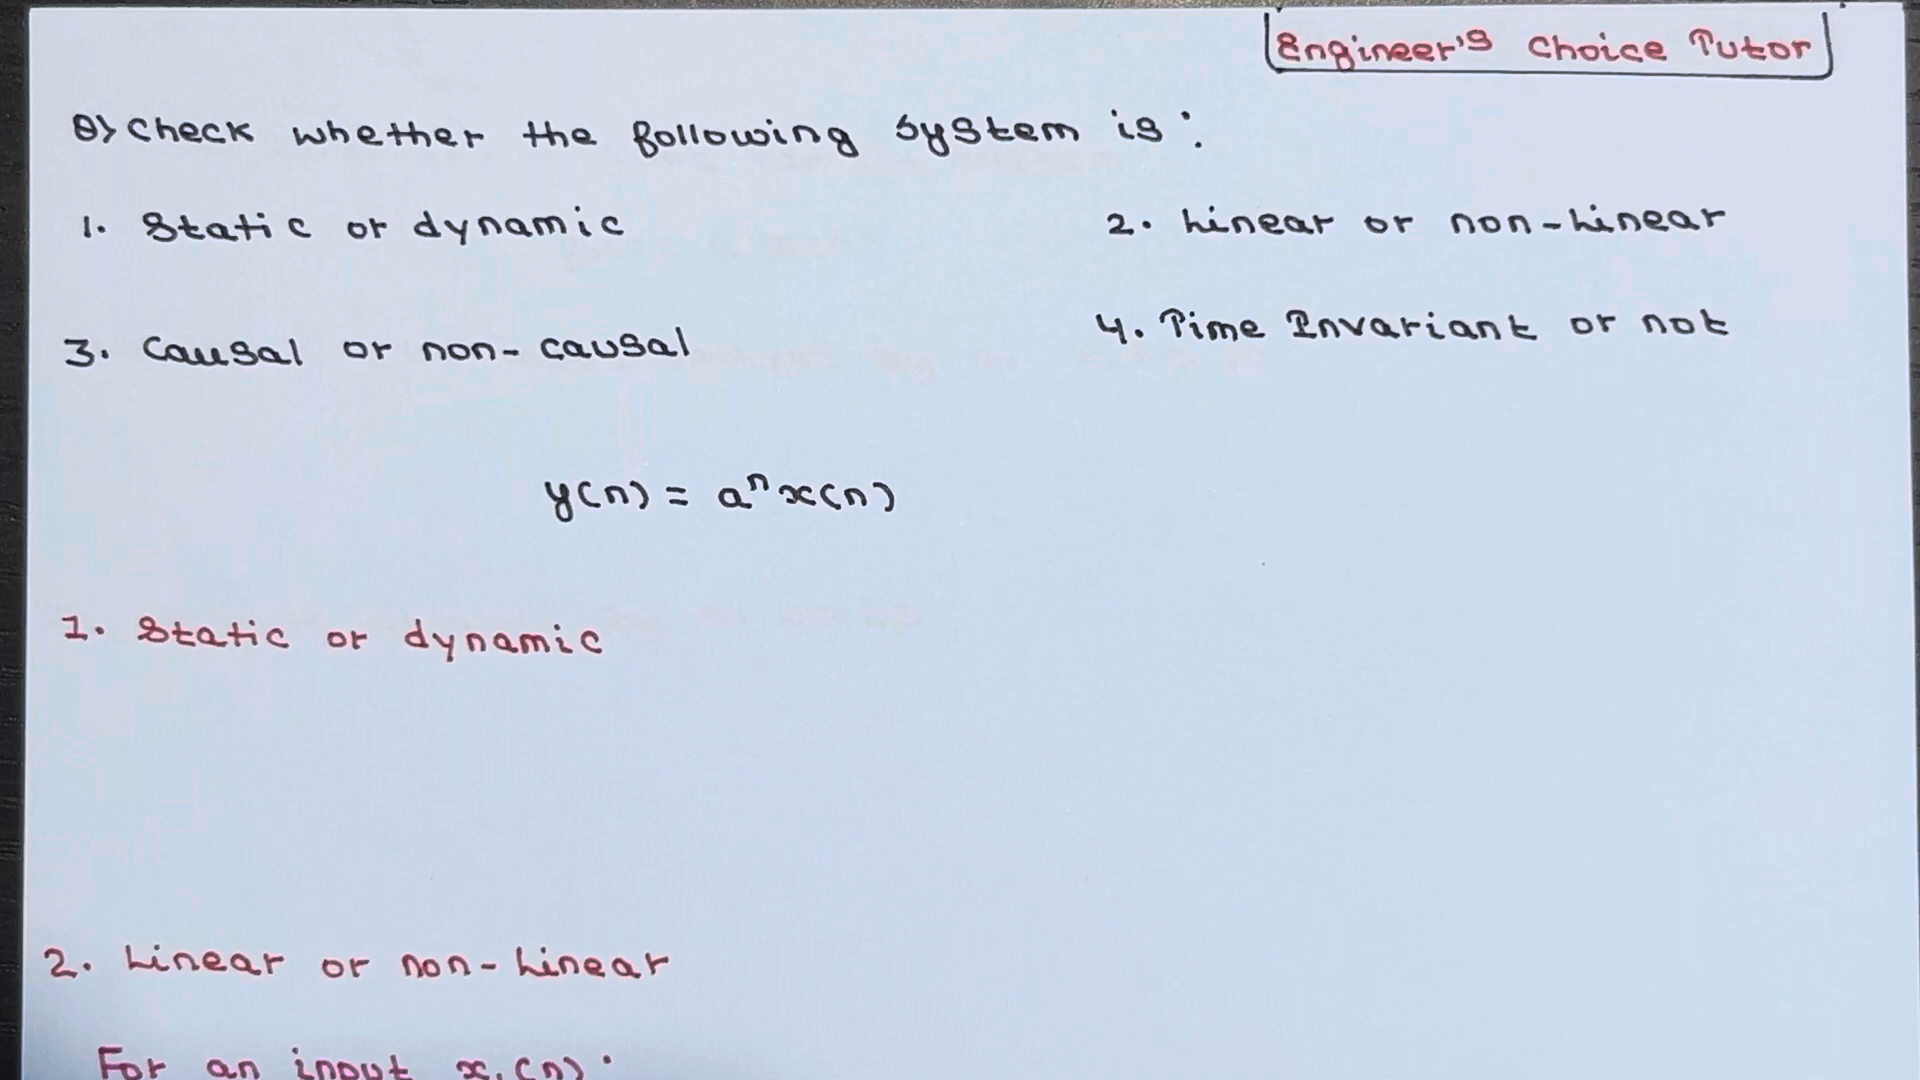 Engineer's Choice Tutor
Q) Check whether the following system is:
1. Static or dynamic
2. Linear or non-Linear
3. Causal or non-causal
4. Time Invariant or not
y(n) = aⁿx(n)
1. Static or dynamic
2. Linear or non-Linear
For an input x₁(n):